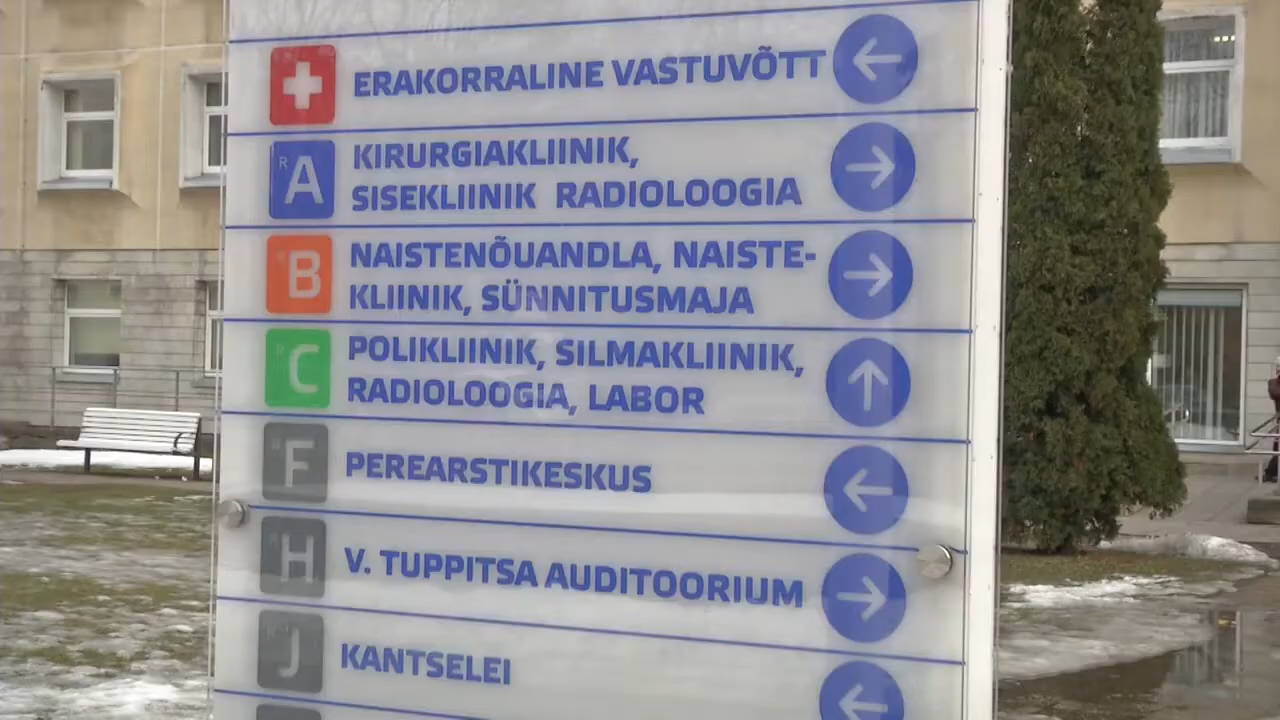 ERAKORRALINE VASTUVÕTT ←
R A KIRURGIAKLIINIK, →
SISEKLIINIK RADIOLOOGIA
B NAISTENÕUANDLA, NAISTE- →
KLIINIK, SÜNNITUSMAJA
R C POLIKLIINIK, SILMAKLIINIK, ↑
RADIOLOOGIA, LABOR
F PEREARSTIKESKUS ←
H V. TUPPITSA AUDITOORIUM →
J KANTSELEI ←